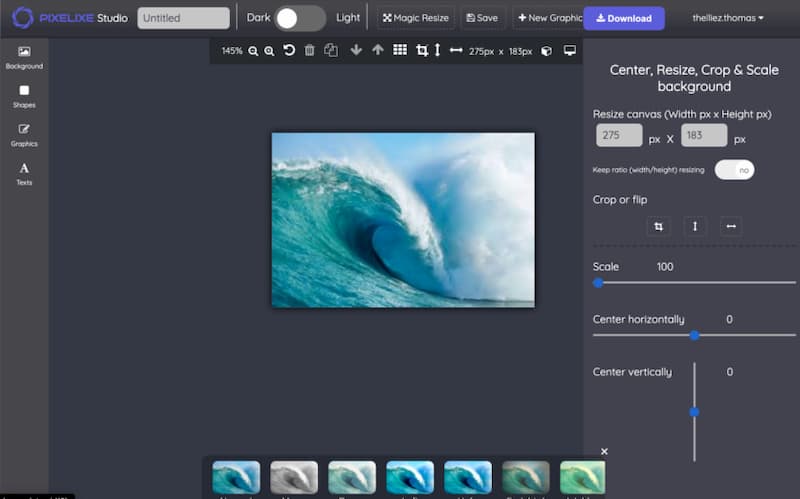 PIXELIXE Studio
Untitled
Dark
Light
Magic Resize
Save
+ New Graphic
Download
thelliez.thomas
Background
Shapes
Graphics
Texts
145%
275px x 183px
Center, Resize, Crop & Scale
background
Resize canvas (Width px x Height px)
275 px X 183 px
Keep ratio (width/height) resizing
no
Crop or flip
Scale 100
Center horizontally 0
Center vertically 0